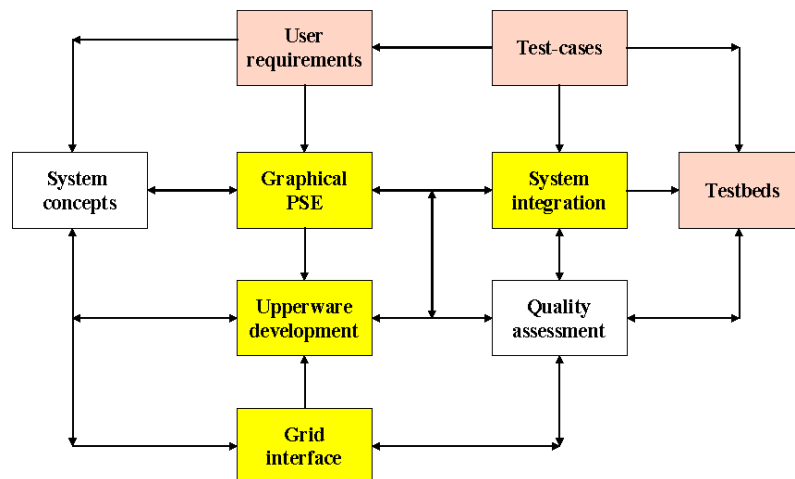 User
requirements
Test-cases
System
concepts
Graphical
PSE
System
integration
Testbeds
Upperware
development
Quality
assessment
Grid
interface